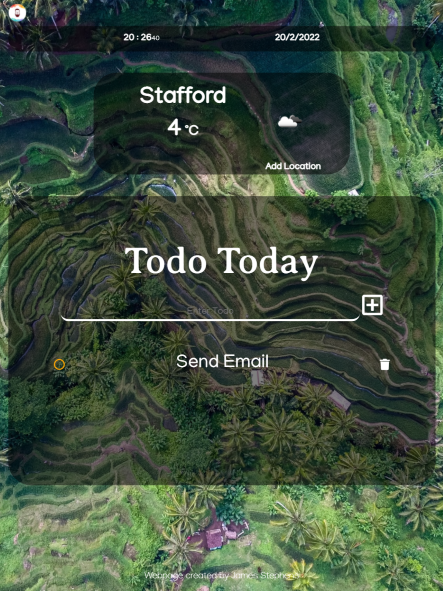 20 : 26 40
20/2/2022
Stafford
4 °C
Add Location
Todo Today
Enter Todo
Send Email
Webpage created by James